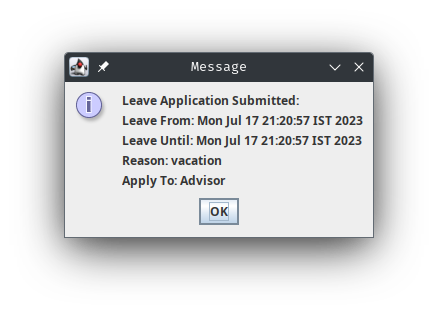 Message
Leave Application Submitted:
Leave From: Mon Jul 17 21:20:57 IST 2023
Leave Until: Mon Jul 17 21:20:57 IST 2023
Reason: vacation
Apply To: Advisor
OK